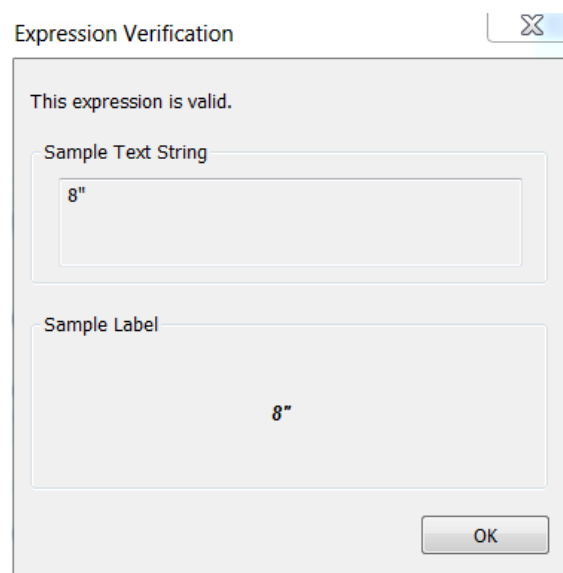 Expression Verification
This expression is valid.
Sample Text String
8"
Sample Label
8"
OK